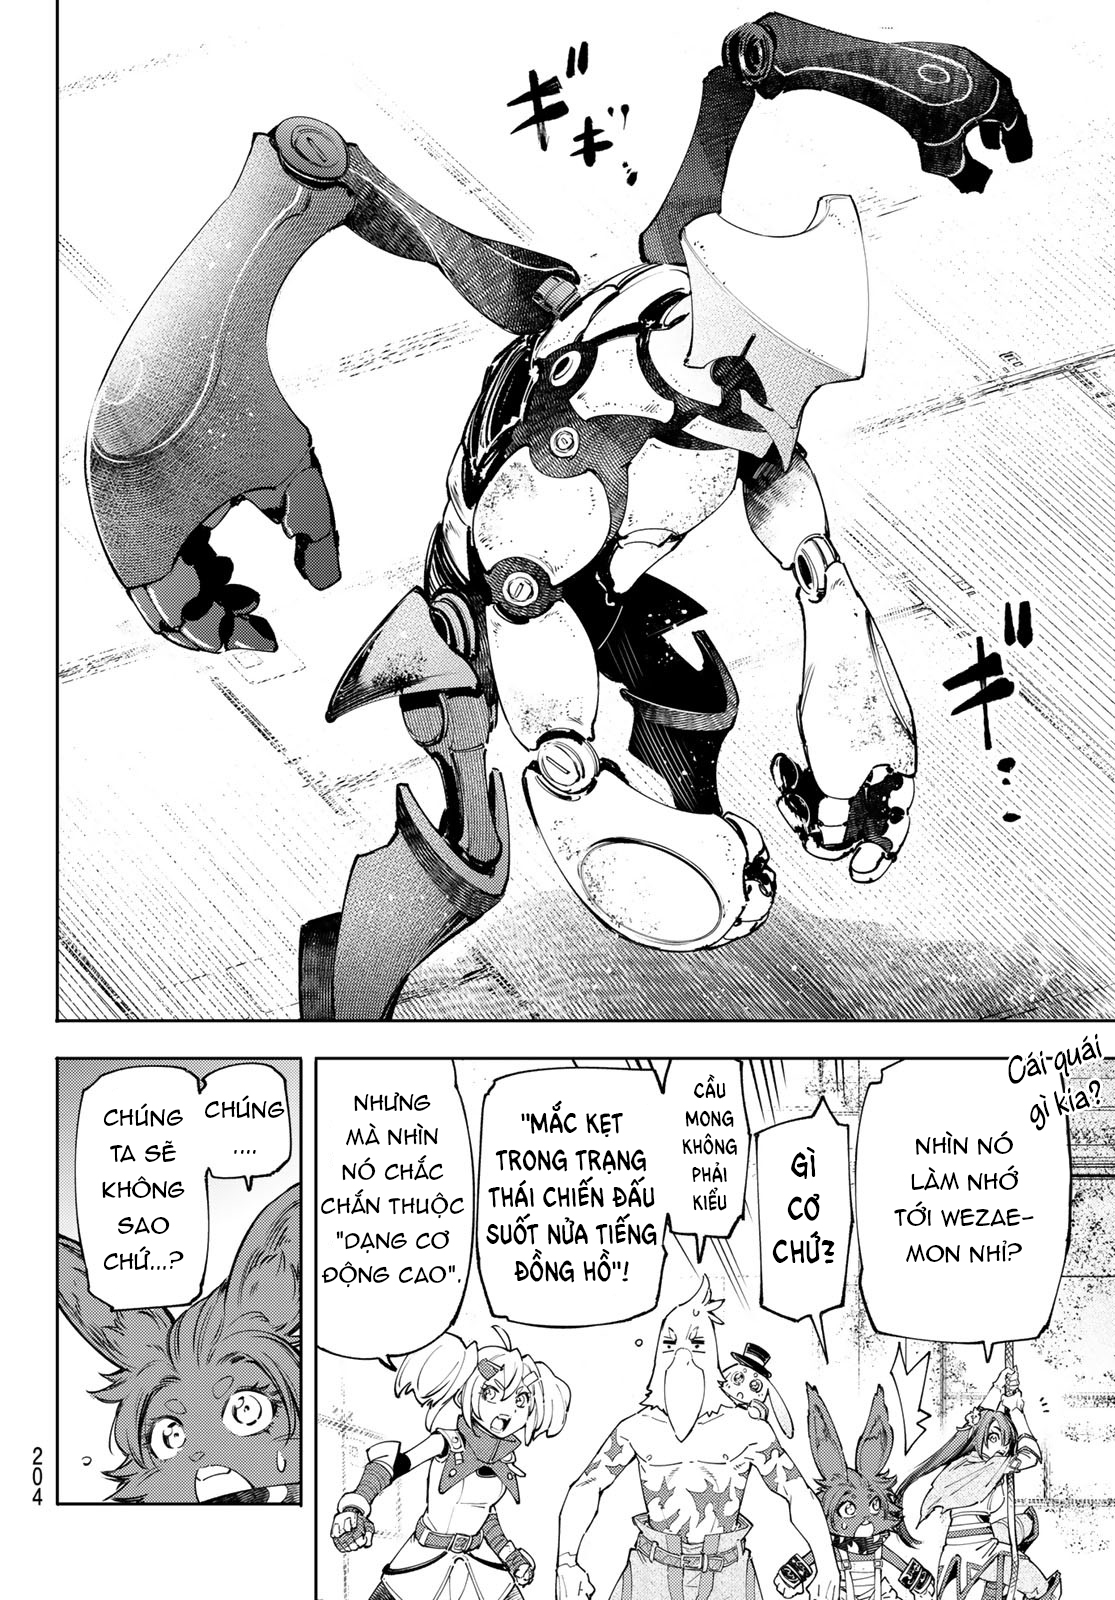 ギギ…
ギギ…
Cái quái
gì kia?
NHÌN NÓ
LÀM NHỚ
TỚI WEZAE-
MON NHỈ?
GÌ
CƠ
CHỨ?
CẦU
MONG
KHÔNG
PHẢI
KIỂU
"MẮC KẸT
TRONG TRẠNG
THÁI CHIẾN ĐẤU
SUỐT NỬA TIẾNG
ĐỒNG HỒ"!
NHƯNG
MÀ NHÌN
NÓ CHẮC
CHẮN THUỘC
"DẠNG CƠ
ĐỘNG CAO".
CHÚNG
....
CHÚNG
TA SẼ
KHÔNG
SAO
CHỨ...?
204